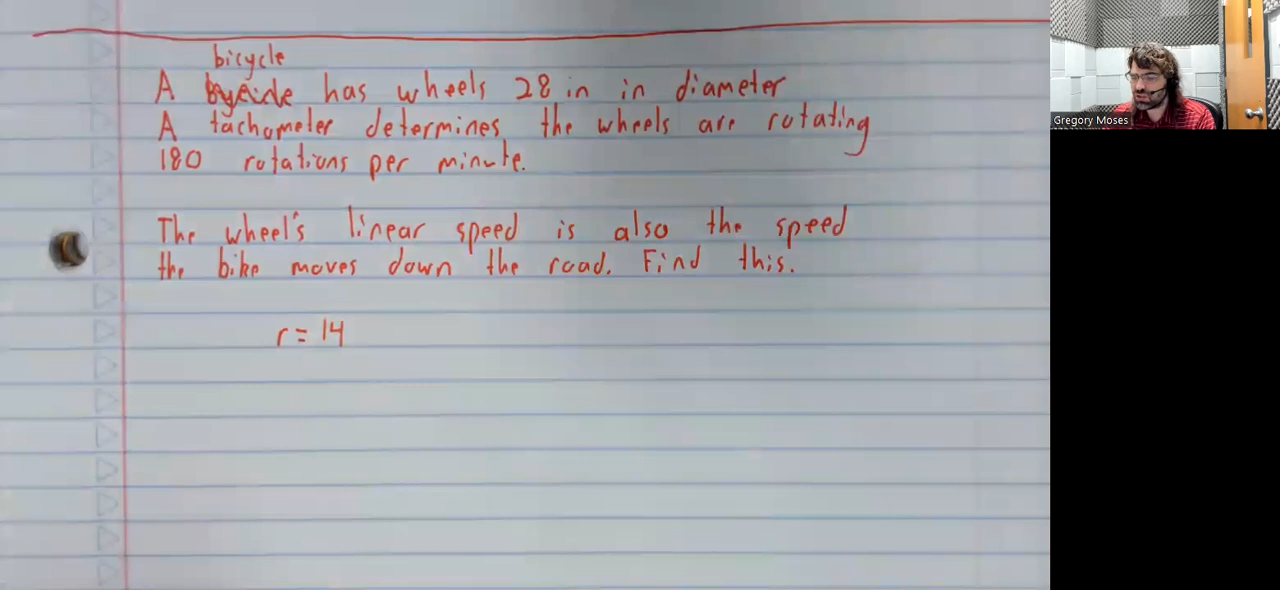 bicycle
A has wheels 28 in in diameter
A tachometer determines the wheels are rotating
180 rotations per minute.
The wheel's linear speed is also the speed
the bike moves down the road. Find this.
r = 14
Gregory Moses